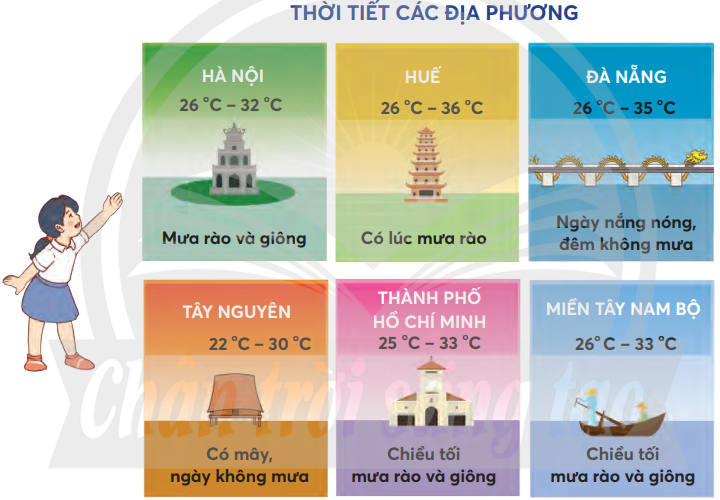 THỜI TIẾT CÁC ĐỊA PHƯƠNG
HÀ NỘI
26 °C – 32 °C
Mưa rào và giông
HUẾ
26 °C – 36 °C
Có lúc mưa rào
ĐÀ NẴNG
26 °C – 35 °C
Ngày nắng nóng,
đêm không mưa
TÂY NGUYÊN
22 °C – 30 °C
Có mây,
ngày không mưa
THÀNH PHỐ
HỒ CHÍ MINH
25 °C – 33 °C
Chiều tối
mưa rào và giông
MIỀN TÂY NAM BỘ
26° C – 33 °C
Chiều tối
mưa rào và giông
Chân trời sáng tạo